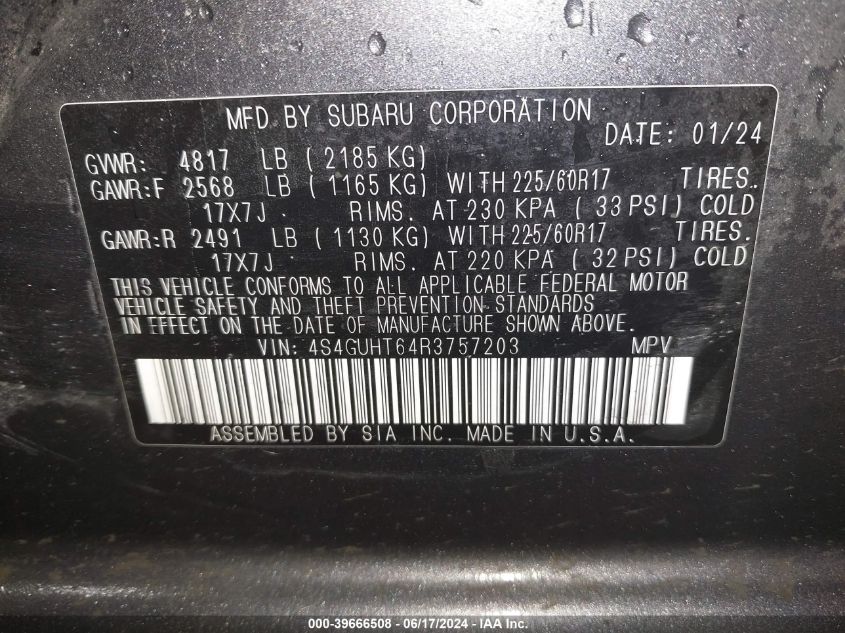 MFD BY SUBARU CORPORATION
DATE: 01/24
GVWR: 4817 LB ( 2185 KG)
GAWR:F 2568 LB ( 1165 KG) WITH 225/60R17 TIRES.
17X7J RIMS. AT 230 KPA ( 33 PSI) COLD
GAWR:R 2491 LB ( 1130 KG) WITH 225/60R17 TIRES.
17X7J RIMS. AT 220 KPA ( 32 PSI) COLD
THIS VEHICLE CONFORMS TO ALL APPLICABLE FEDERAL MOTOR
VEHICLE SAFETY AND THEFT PREVENTION STANDARDS
IN EFFECT ON THE DATE OF MANUFACTURE SHOWN ABOVE.
VIN: 4S4GUHT64R3757203 MPV
ASSEMBLED BY SIA INC. MADE IN U.S.A.
000-39666508 - 06/17/2024 - IAA Inc.